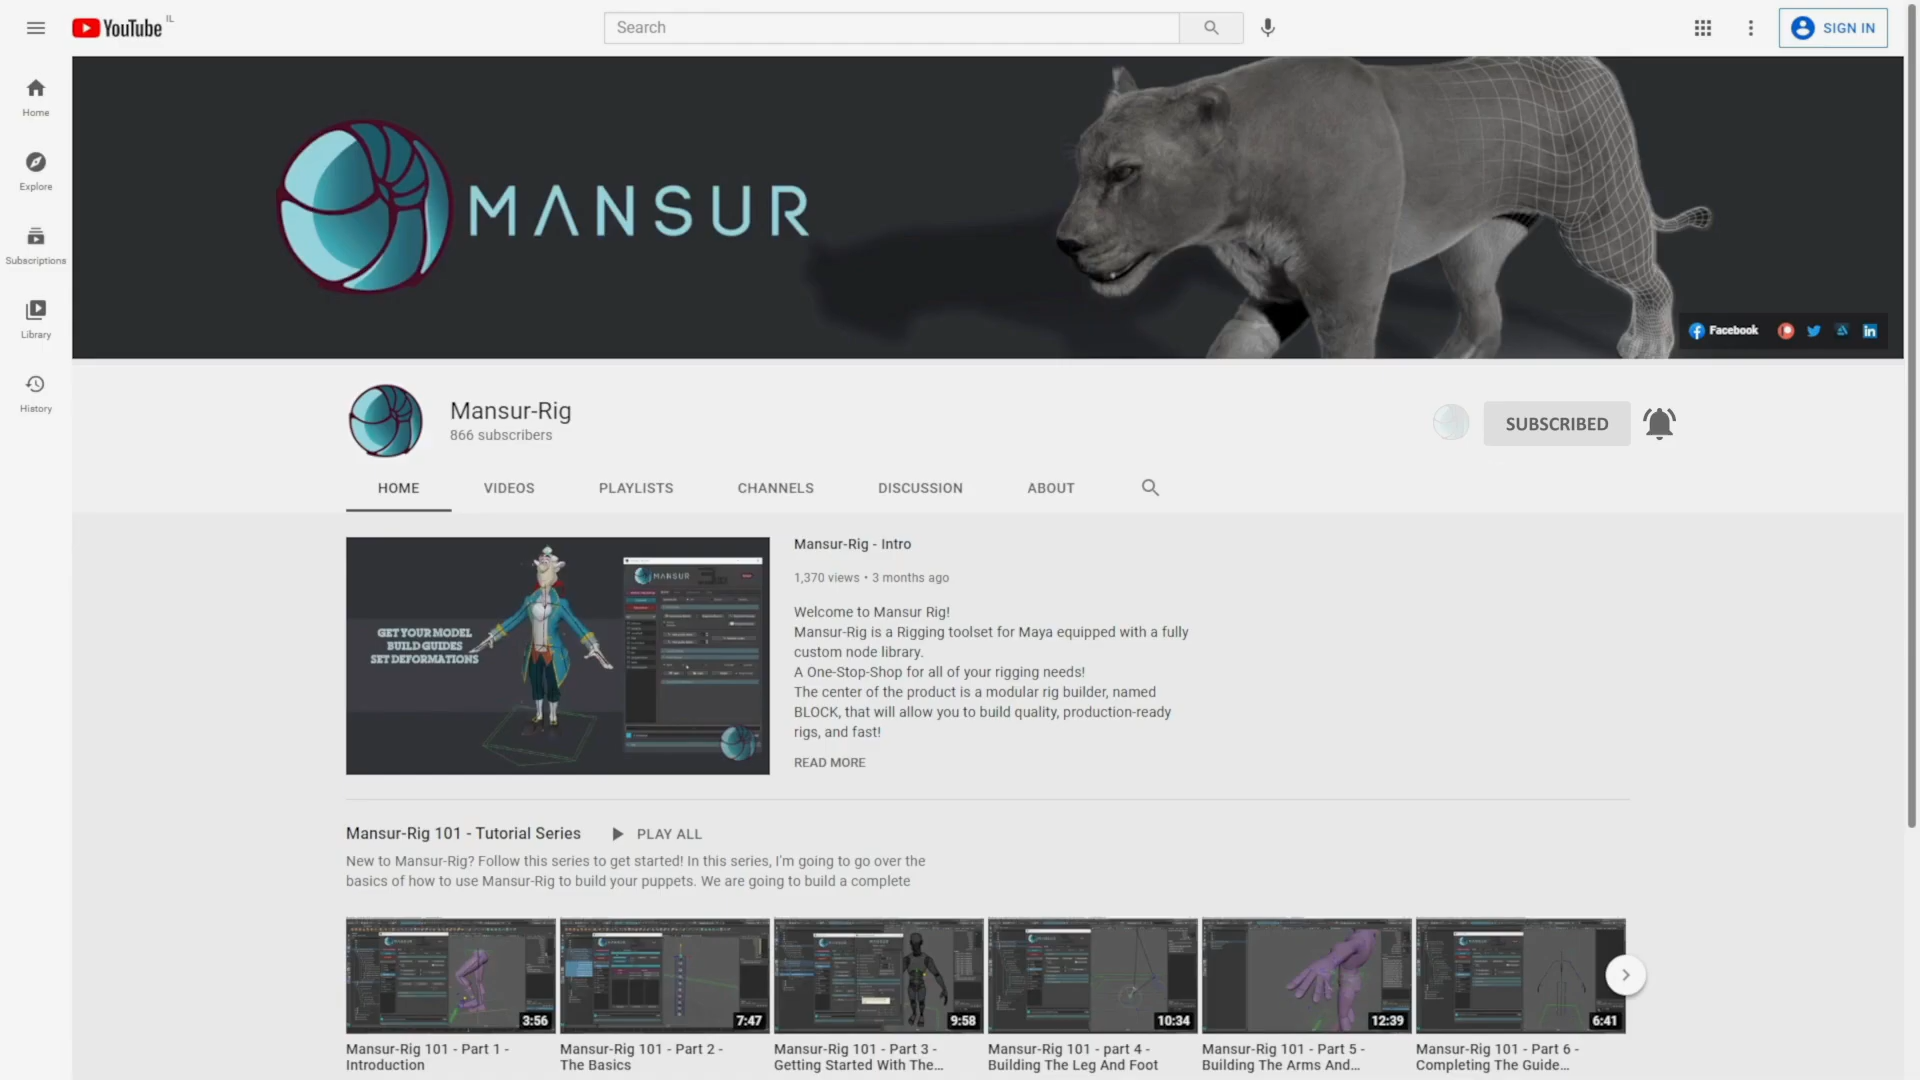 YouTube IL
Search
SIGN IN
Home
Explore
Subscriptions
Library
History
MANSUR
Facebook
Mansur-Rig
866 subscribers
SUBSCRIBED
HOME
VIDEOS
PLAYLISTS
CHANNELS
DISCUSSION
ABOUT
GET YOUR MODEL
BUILD GUIDES
SET DEFORMATIONS
MANSUR
Mansur-Rig - Intro
1,370 views • 3 months ago
Welcome to Mansur Rig!
Mansur-Rig is a Rigging toolset for Maya equipped with a fully
custom node library.
A One-Stop-Shop for all of your rigging needs!
The center of the product is a modular rig builder, named
BLOCK, that will allow you to build quality, production-ready
rigs, and fast!
READ MORE
Mansur-Rig 101 - Tutorial Series
PLAY ALL
New to Mansur-Rig? Follow this series to get started! In this series, I'm going to go over the
basics of how to use Mansur-Rig to build your puppets. We are going to build a complete
3:56
7:47
9:58
10:34
12:39
6:41
Mansur-Rig 101 - Part 1 -
Introduction
Mansur-Rig 101 - Part 2 -
The Basics
Mansur-Rig 101 - Part 3 -
Getting Started With The...
Mansur-Rig 101 - part 4 -
Building The Leg And Foot
Mansur-Rig 101 - Part 5 -
Building The Arms And...
Mansur-Rig 101 - Part 6 -
Completing The Guide...